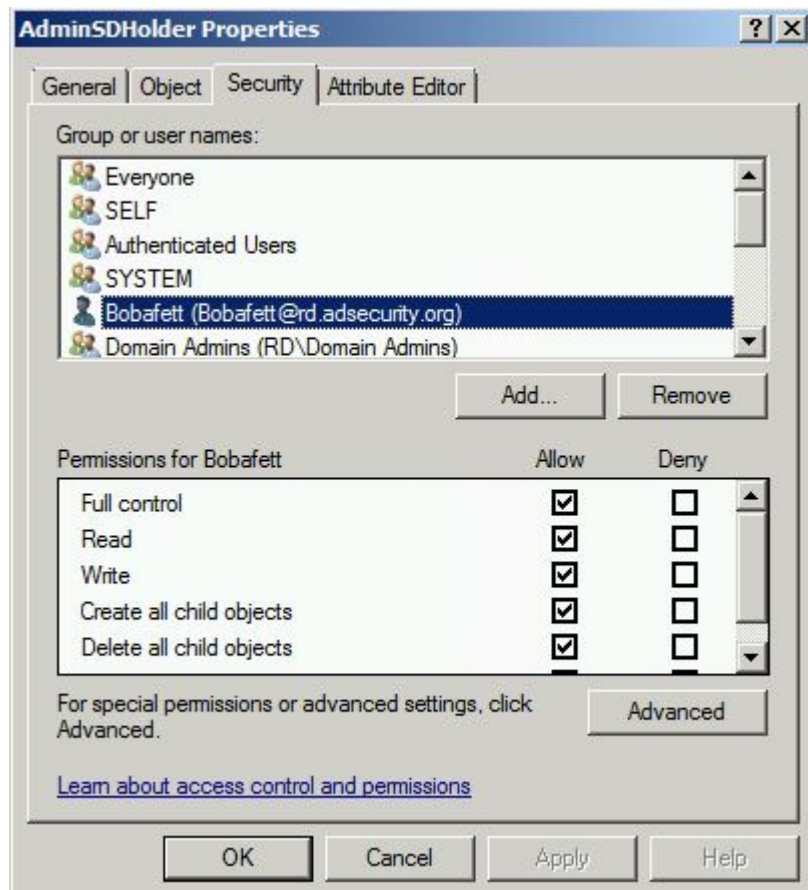 AdminSDHolder Properties
General Object Security Attribute Editor
Group or user names:
Everyone
SELF
Authenticated Users
SYSTEM
Bobafett (Bobafett@rd.adsecurity.org)
Domain Admins (RD\Domain Admins)
Add... Remove
Permissions for Bobafett Allow Deny
Full control
Read
Write
Create all child objects
Delete all child objects
For special permissions or advanced settings, click Advanced
Advanced.
Learn about access control and permissions
OK Cancel Apply Help